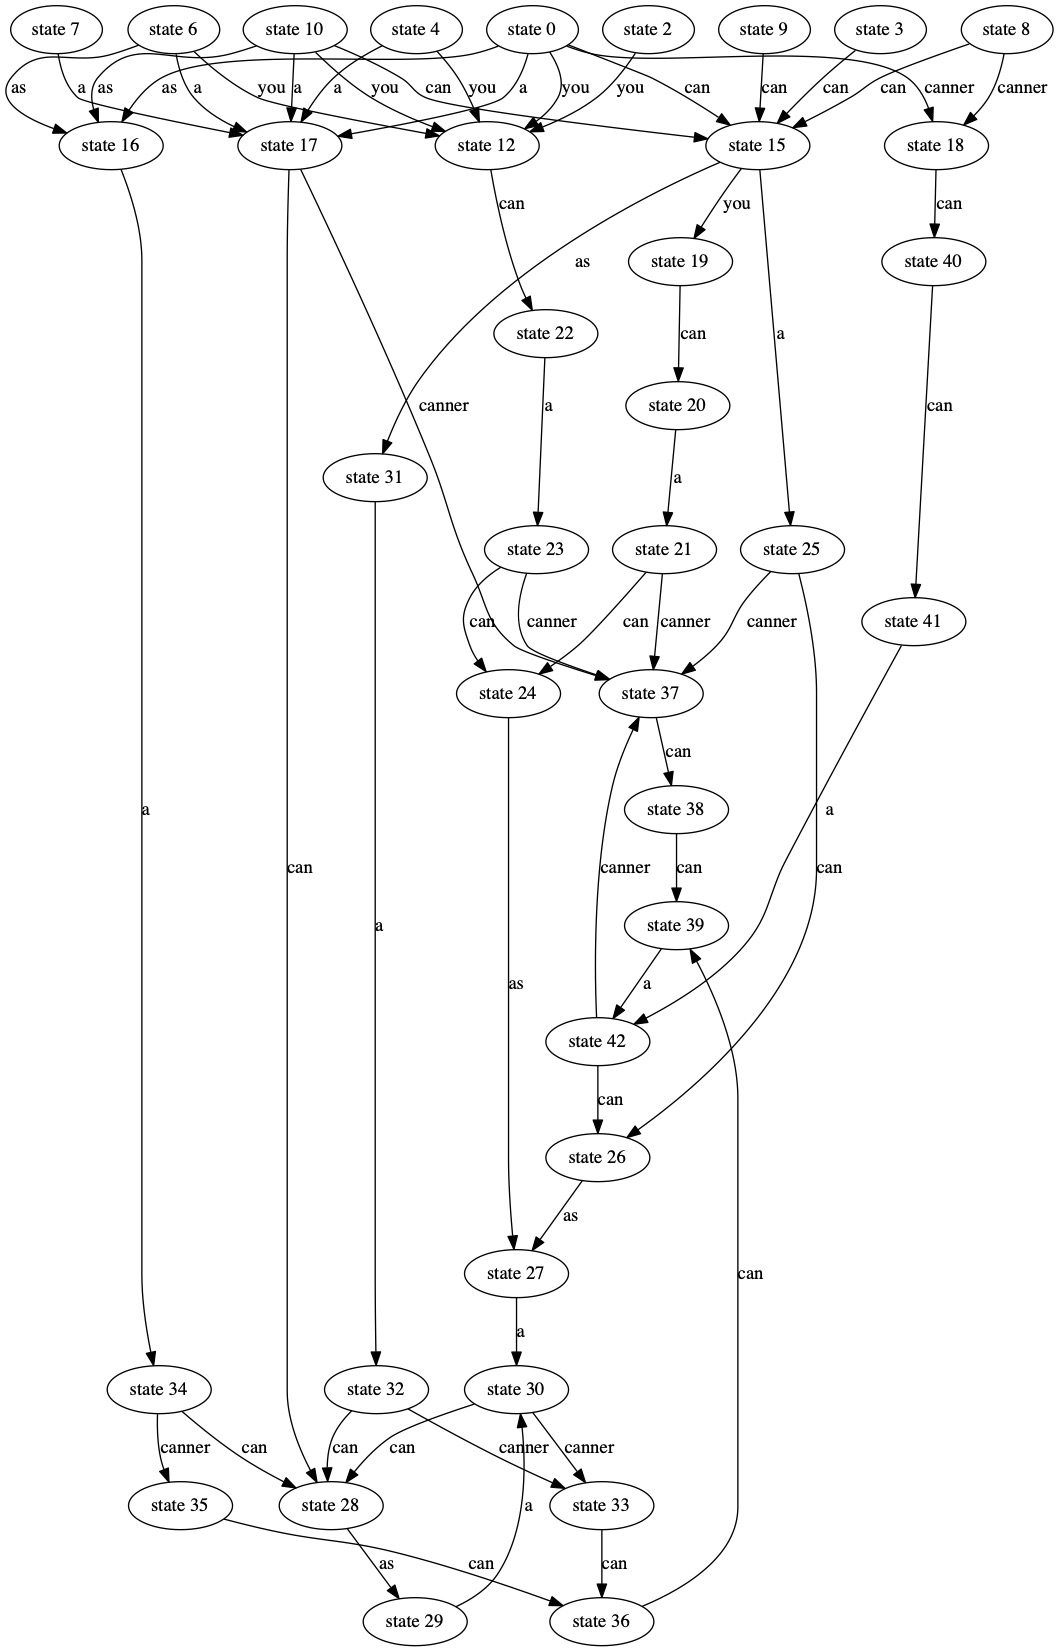 state 7 state 6 state 10 state 4 state 0 state 2 state 9 state 3 state 8
as a as a as you a you can a you you can can can can canner canner
state 16 state 17 state 12 state 15 state 18
can you can
as state 19 state 40
state 22 can a
a canner state 20 can
state 31 a
state 23 state 21 state 25
can canner can canner canner state 41
state 24 state 37
can
a state 38 a
can can canner can can
a state 39
as a
state 42
can
state 26
as
state 27 can
a
state 34 state 32 state 30
canner can can can canner canner
state 35 state 28 a state 33
can as can
state 29 state 36